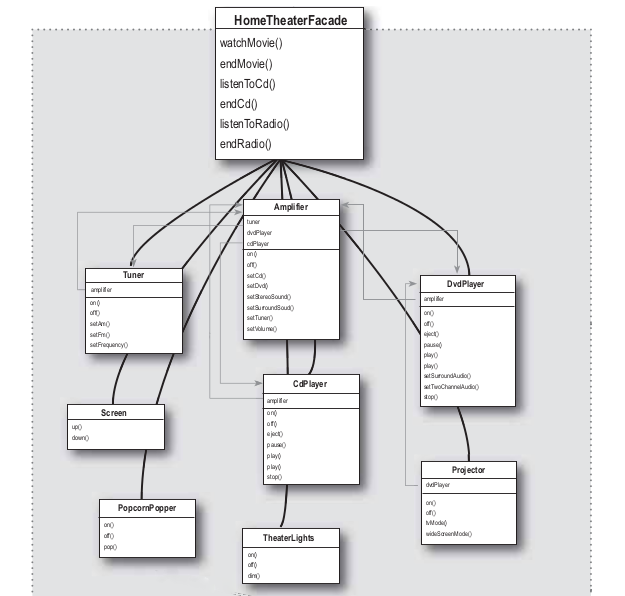 HomeTheaterFacade
watchMovie()
endMovie()
listenToCd()
endCd()
listenToRadio()
endRadio()
Amplifier
tuner
dvdPlayer
cdPlayer
on()
off()
setCd()
setDvd()
setStereoSound()
setSurroundSoud()
setTuner()
setVolume()
Tuner
amplifier
on()
off()
setAm()
setFm()
setFrequency()
DvdPlayer
amplifier
on()
off()
eject()
pause()
play()
play()
setSurroundAudio()
setTwoChannelAudio()
stop()
Screen
up()
down()
CdPlayer
amplifier
on()
off()
eject()
pause()
play()
play()
stop()
Projector
dvdPlayer
on()
off()
tvMode()
wideScreenMode()
PopcornPopper
on()
off()
pop()
TheaterLights
on()
off()
dim()